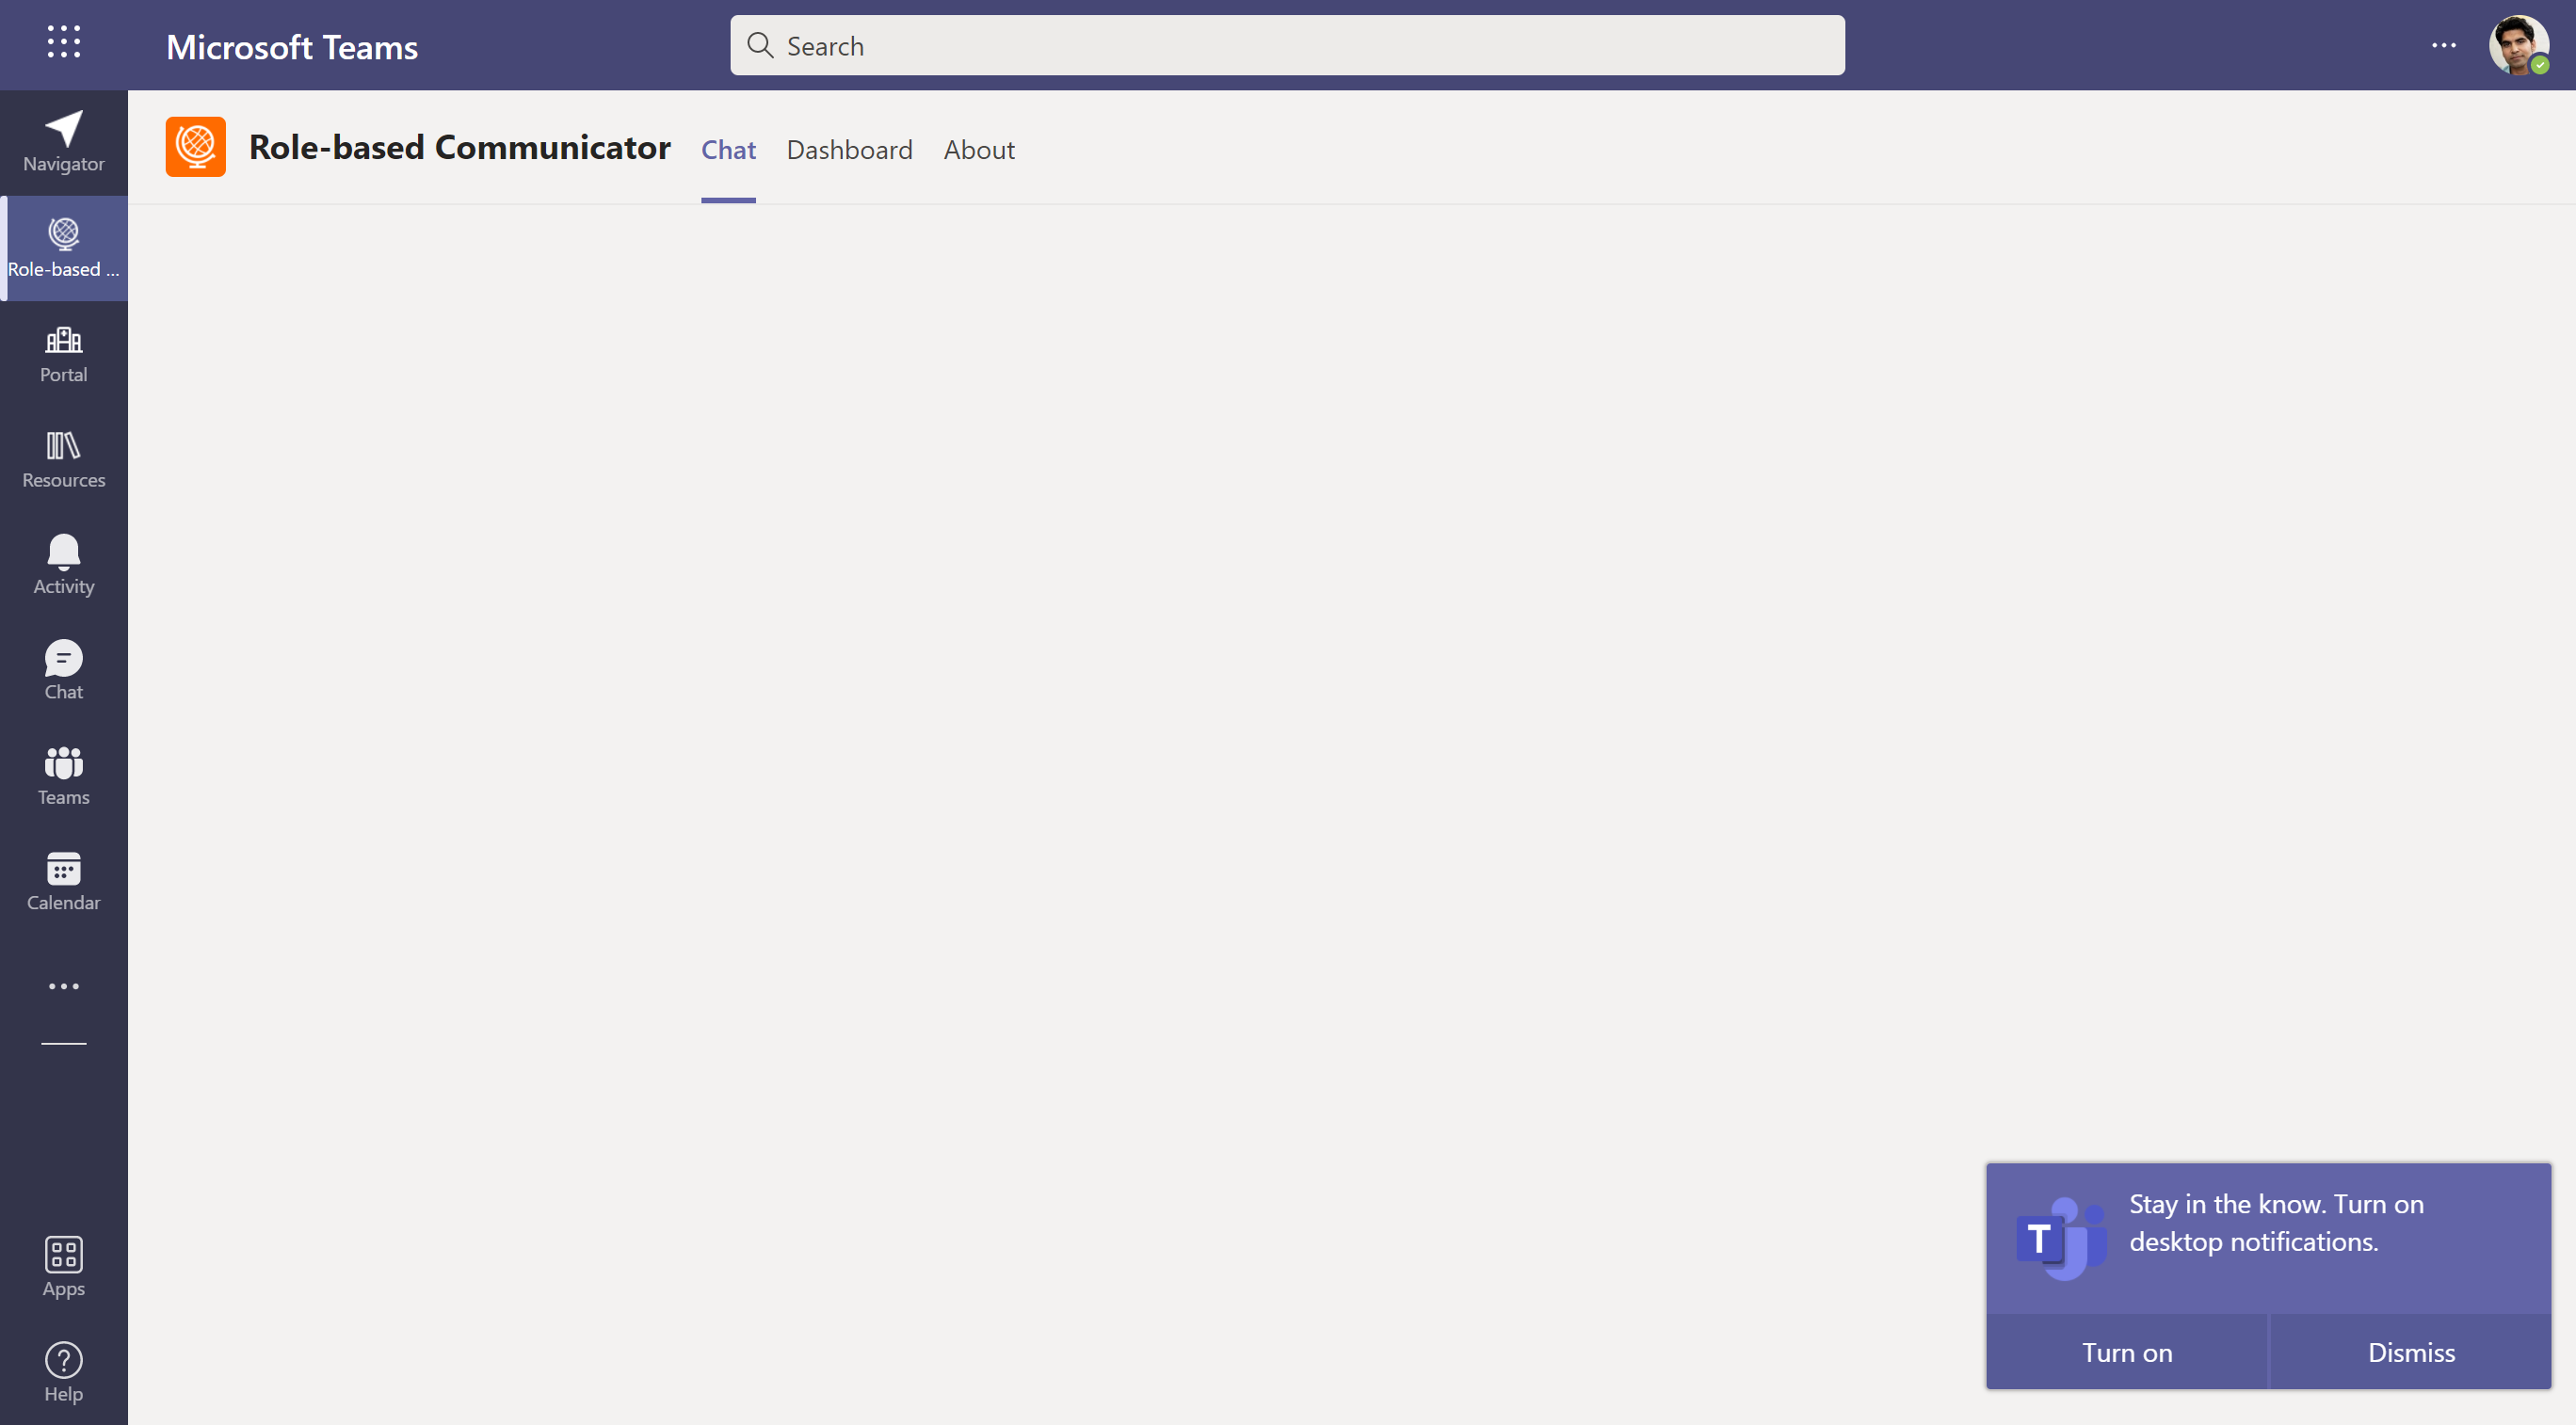 Microsoft Teams
Search
Navigator
Role-based ...
Portal
Resources
Activity
Chat
Teams
Calendar
Apps
Help
Role-based Communicator
Chat
Dashboard
About
T
Stay in the know. Turn on
desktop notifications.
Turn on
Dismiss